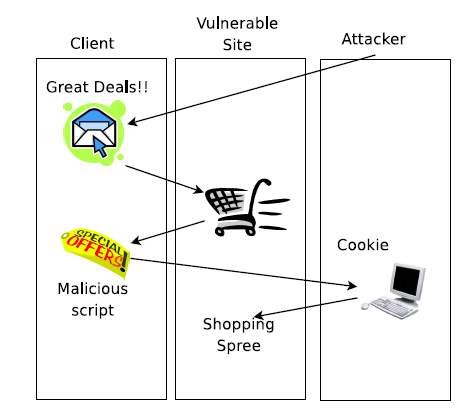 Client
Vulnerable
Site
Attacker
Great Deals!!
SPECIAL
OFFERS!
Malicious
script
Cookie
Shopping
Spree